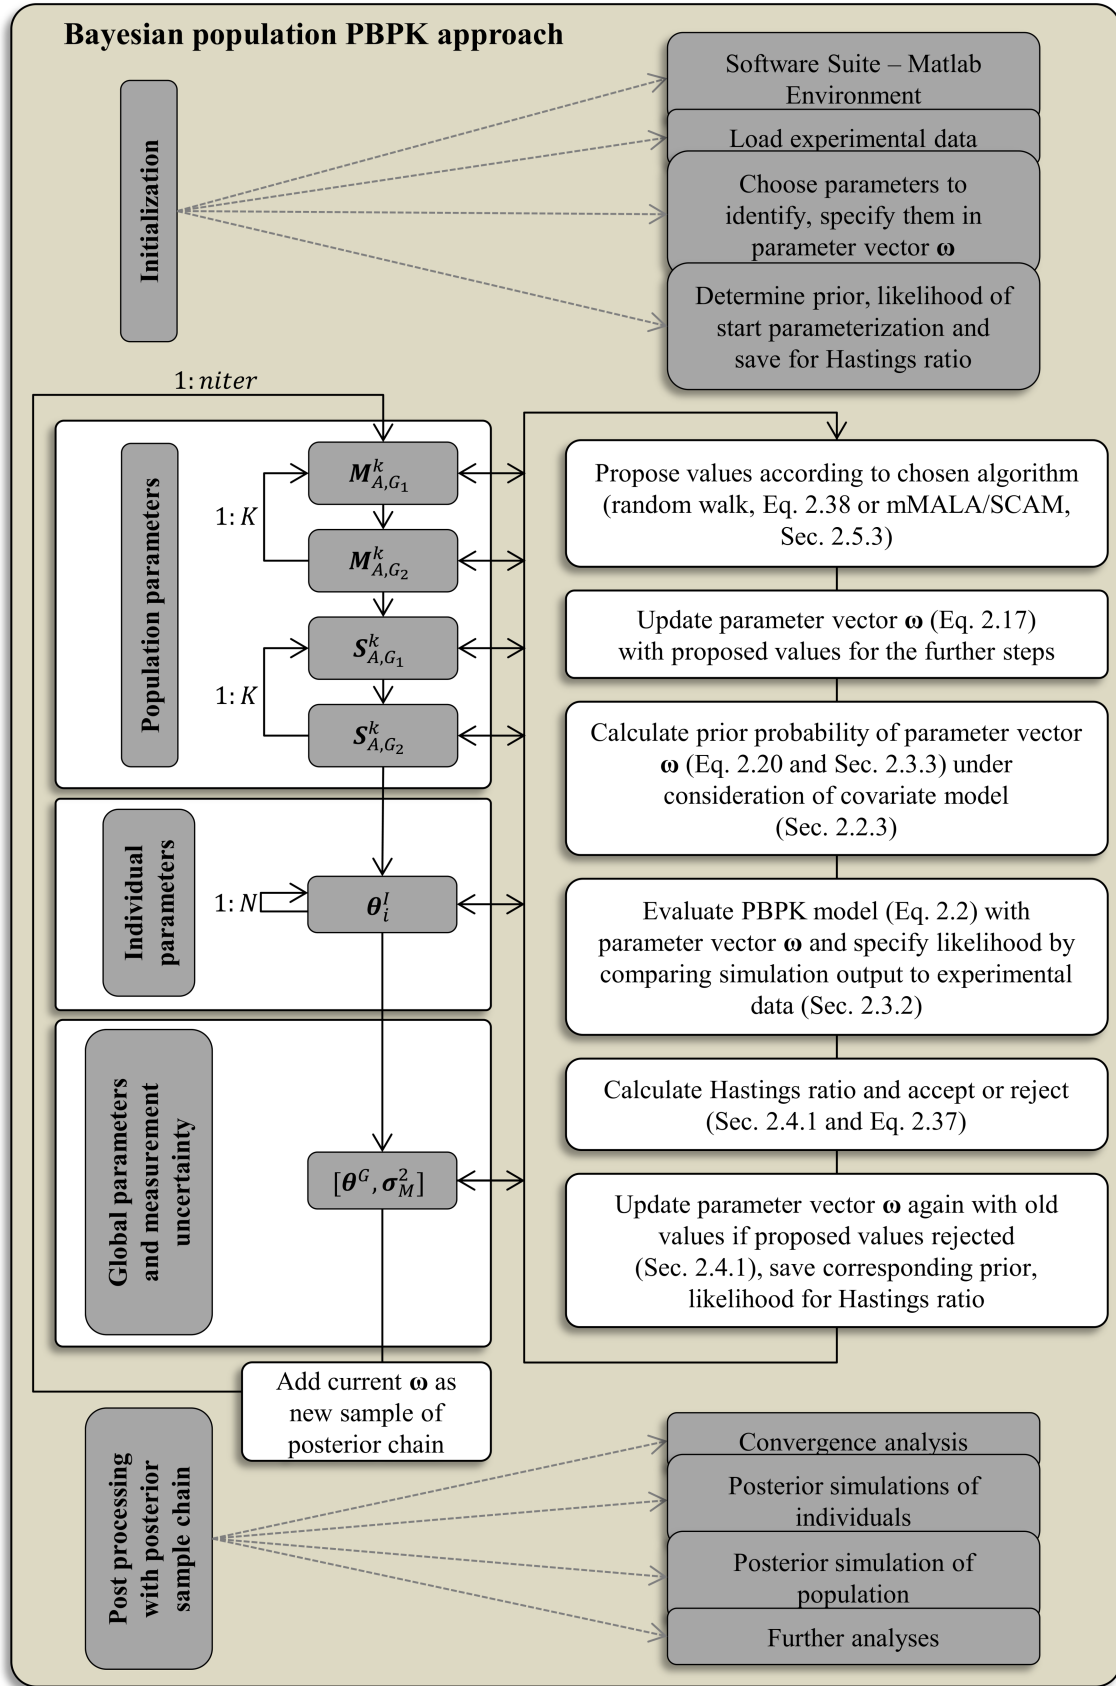 Bayesian population PBPK approach
Initialization
Software Suite – Matlab
Environment
Load experimental data
Choose parameters to
identify, specify them in
parameter vector ω
Determine prior, likelihood of
start parameterization and
save for Hastings ratio
1: niter
Population parameters
M^k_{A,G_1}
1: K
M^k_{A,G_2}
S^k_{A,G_1}
1: K
S^k_{A,G_2}
Individual
parameters
1: N
θ^I_i
Global parameters
and measurement
uncertainty
[θ^G, σ^2_M]
Add current ω as
new sample of
posterior chain
Propose values according to chosen algorithm
(random walk, Eq. 2.38 or mMALA/SCAM,
Sec. 2.5.3)
Update parameter vector ω (Eq. 2.17)
with proposed values for the further steps
Calculate prior probability of parameter vector
ω (Eq. 2.20 and Sec. 2.3.3) under
consideration of covariate model
(Sec. 2.2.3)
Evaluate PBPK model (Eq. 2.2) with
parameter vector ω and specify likelihood by
comparing simulation output to experimental
data (Sec. 2.3.2)
Calculate Hastings ratio and accept or reject
(Sec. 2.4.1 and Eq. 2.37)
Update parameter vector ω again with old
values if proposed values rejected
(Sec. 2.4.1), save corresponding prior,
likelihood for Hastings ratio
Post processing
with posterior
sample chain
Convergence analysis
Posterior simulations of
individuals
Posterior simulation of
population
Further analyses